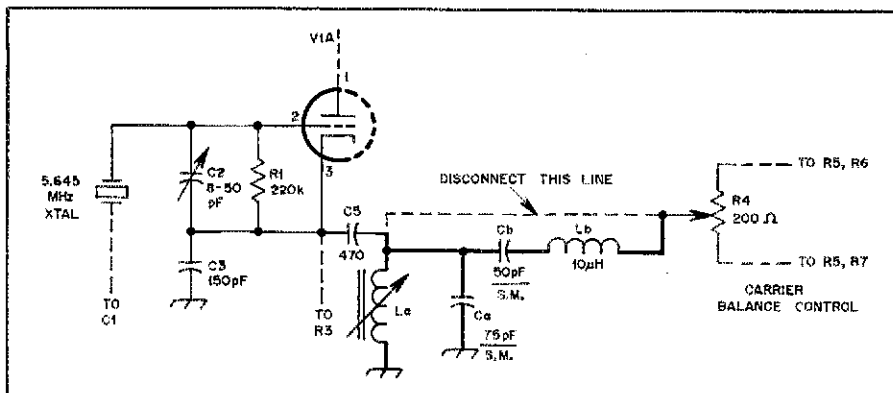 V1A
1
2
3
5.645
MHz
XTAL
C2
8-50
pF
R1
220k
DISCONNECT THIS LINE
TO R5, R6
R4
200 Ω
TO R5, R7
CARRIER
BALANCE CONTROL
C5
470
Cb
50pF
S.M.
Lb
10µH
C3
150pF
TO
C1
TO
R3
La
Ca
75pF
S.M.